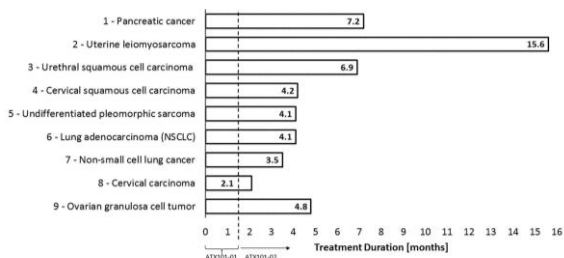 1 - Pancreatic cancer 7.2
2 - Uterine leiomyosarcoma 15.6
3 - Urethral squamous cell carcinoma 6.9
4 - Cervical squamous cell carcinoma 4.2
5 - Undifferentiated pleomorphic sarcoma 4.1
6 - Lung adenocarcinoma (NSCLC) 4.1
7 - Non-small cell lung cancer 3.5
8 - Cervical carcinoma 2.1
9 - Ovarian granulosa cell tumor 4.8
0 1 2 3 4 5 6 7 8 9 10 11 12 13 14 15 16
Treatment Duration [months]
ATX101-01 ATX101-01